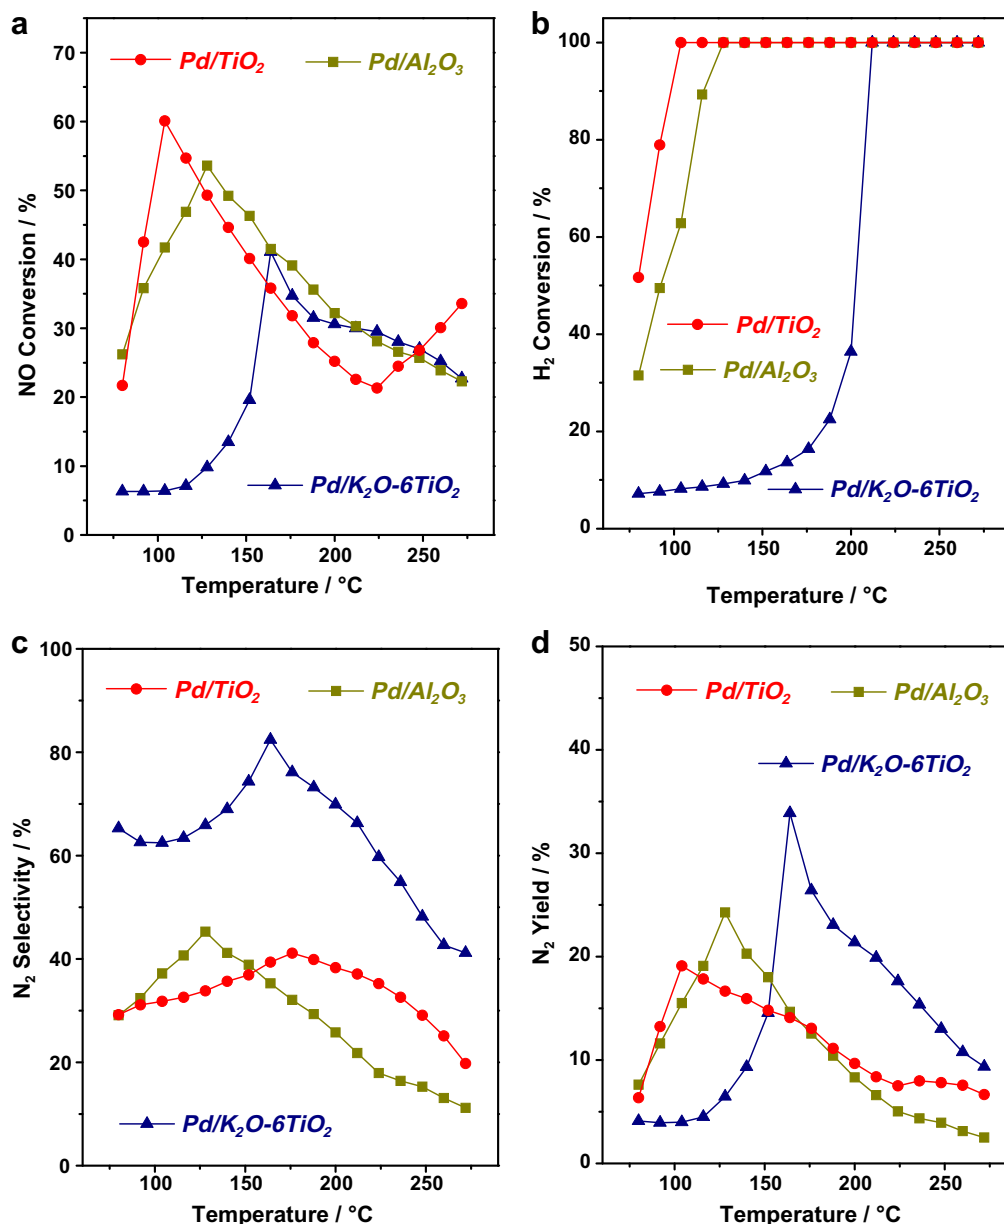 a
Pd/TiO₂
Pd/Al₂O₃
Pd/K₂O-6TiO₂
NO Conversion / %
70
60
50
40
30
20
10
0
100
150
200
250
Temperature / °C
b
Pd/TiO₂
Pd/Al₂O₃
Pd/K₂O-6TiO₂
H₂ Conversion / %
100
80
60
40
20
0
100
150
200
250
Temperature / °C
c
Pd/TiO₂
Pd/Al₂O₃
Pd/K₂O-6TiO₂
N₂ Selectivity / %
100
80
60
40
20
0
100
150
200
250
Temperature / °C
d
Pd/TiO₂
Pd/Al₂O₃
Pd/K₂O-6TiO₂
N₂ Yield / %
50
40
30
20
10
0
100
150
200
250
Temperature / °C